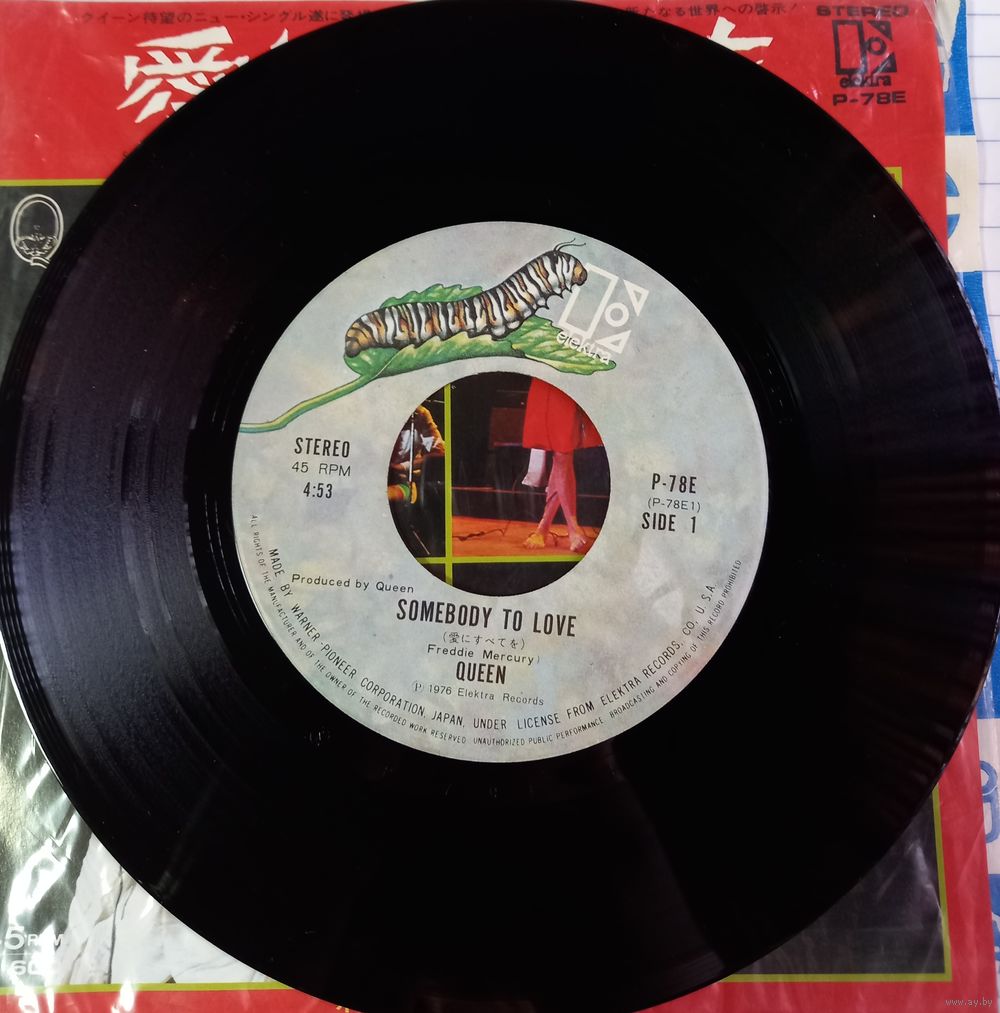 クイーン待望のニュー・シングル遂に登場
新たなる世界への啓示!
STEREO
愛
elektra
P-78E
elektra
STEREO
45 RPM
4:53
P-78E
(P-78E1)
SIDE 1
Produced by Queen
SOMEBODY TO LOVE
(愛にすべてを)
Freddie Mercury)
QUEEN
Ⓟ 1976 Elektra Records
MADE BY WARNER-PIONEER CORPORATION, JAPAN, UNDER LICENSE FROM ELEKTRA RECORDS, CO., U.S.A.
ALL RIGHTS OF THE MANUFACTURER AND OF THE OWNER OF THE RECORDED WORK RESERVED. UNAUTHORIZED PUBLIC PERFORMANCE BROADCASTING AND COPYING OF THIS RECORD PROHIBITED
www.ay.by